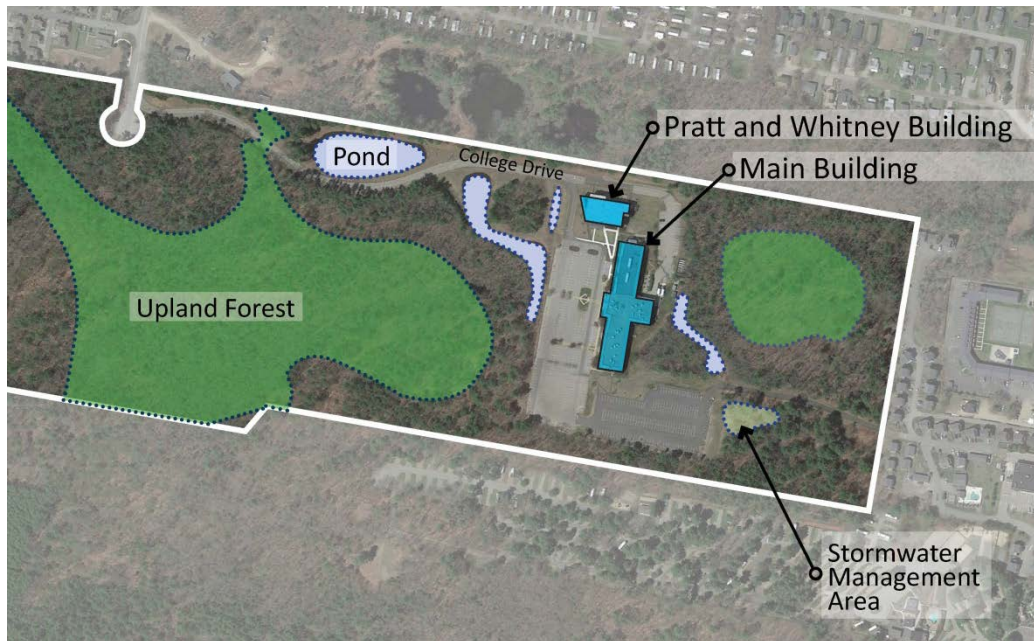 Pratt and Whitney Building
Main Building
Pond
College Drive
Upland Forest
Stormwater
Management
Area